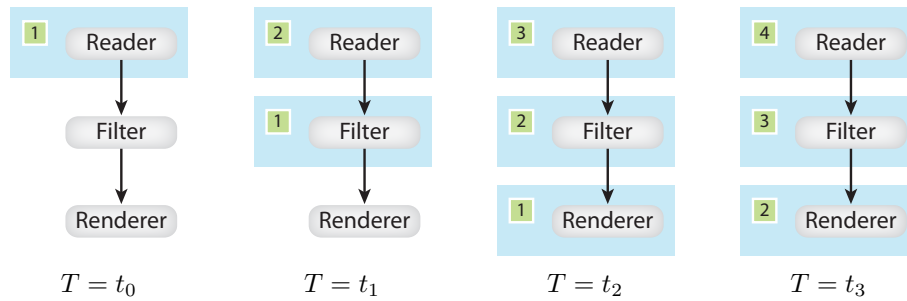 1 Reader 2 Reader 3 Reader 4 Reader
Filter 1 Filter 2 Filter 3 Filter
Renderer Renderer 1 Renderer 2 Renderer
T = t₀ T = t₁ T = t₂ T = t₃